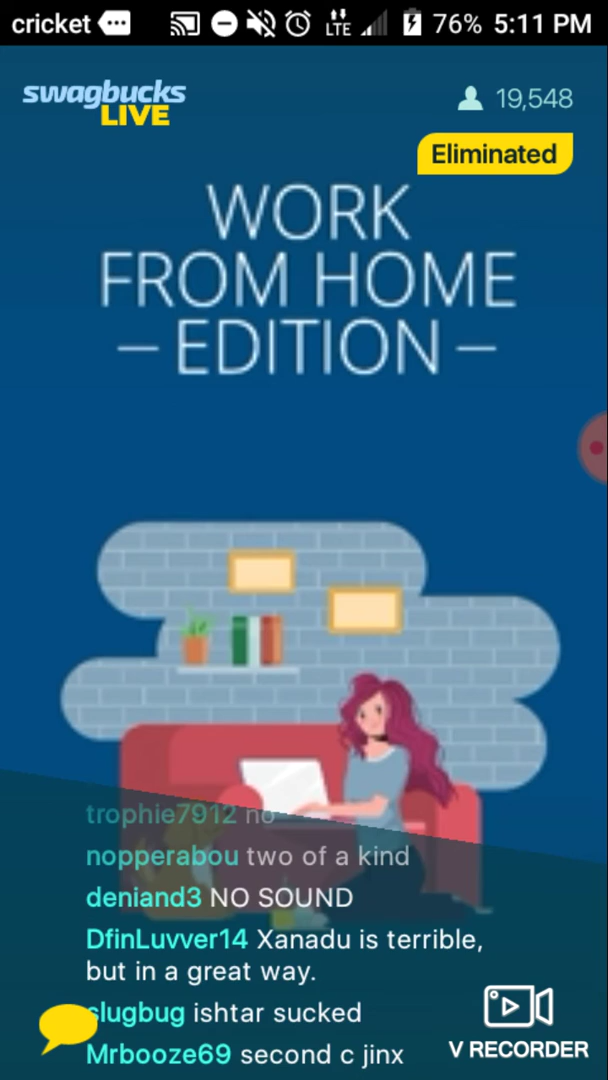 cricket 76% 5:11 PM
LTE
swagbucks
LIVE
19,548
Eliminated
WORK
FROM HOME
– EDITION –
trophie7912 no
nopperabou two of a kind
deniand3 NO SOUND
DfinLuvver14 Xanadu is terrible,
but in a great way.
slugbug ishtar sucked
Mrbooze69 second c jinx
V RECORDER